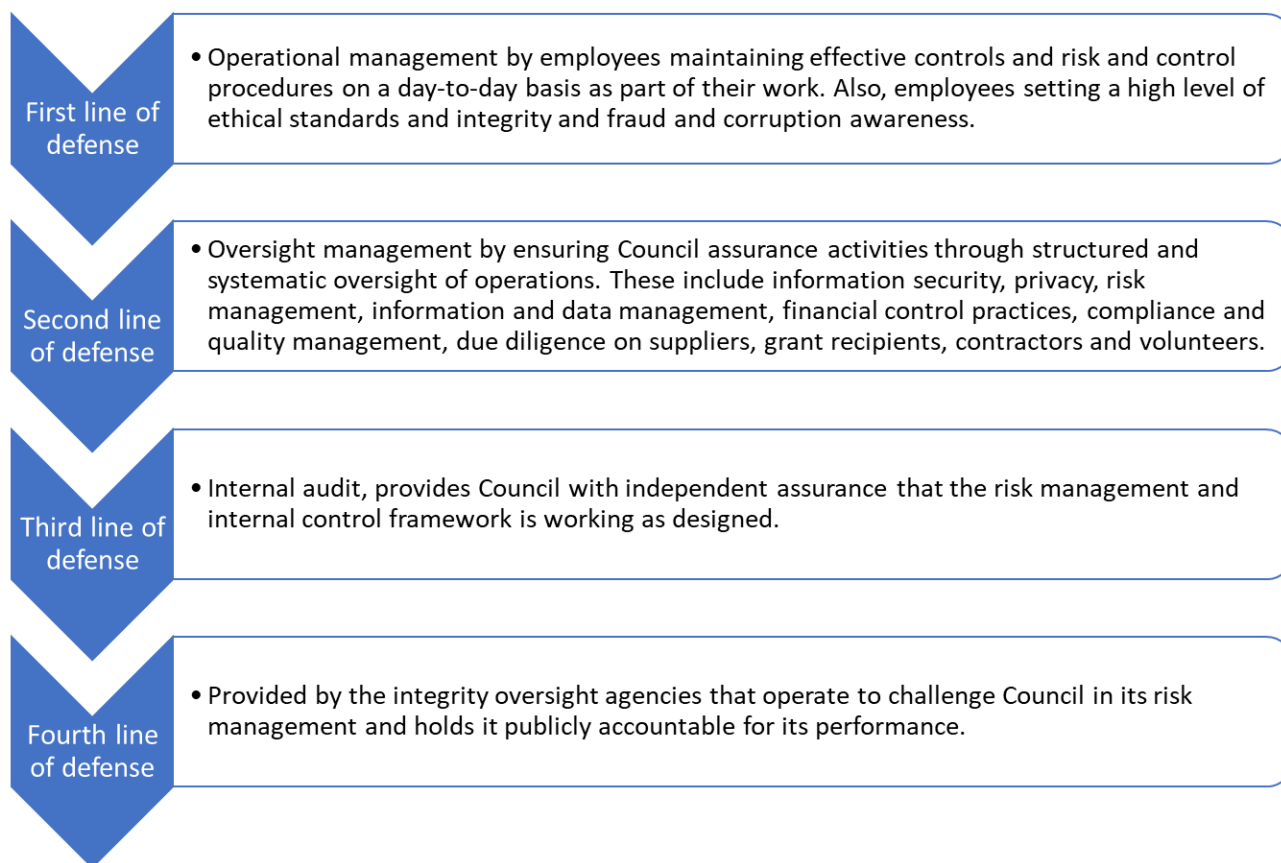 First line of
defense
• Operational management by employees maintaining effective controls and risk and control
procedures on a day-to-day basis as part of their work. Also, employees setting a high level of
ethical standards and integrity and fraud and corruption awareness.
Second line
of defense
• Oversight management by ensuring Council assurance activities through structured and
systematic oversight of operations. These include information security, privacy, risk
management, information and data management, financial control practices, compliance and
quality management, due diligence on suppliers, grant recipients, contractors and volunteers.
Third line of
defense
• Internal audit, provides Council with independent assurance that the risk management and
internal control framework is working as designed.
Fourth line
of defense
• Provided by the integrity oversight agencies that operate to challenge Council in its risk
management and holds it publicly accountable for its performance.